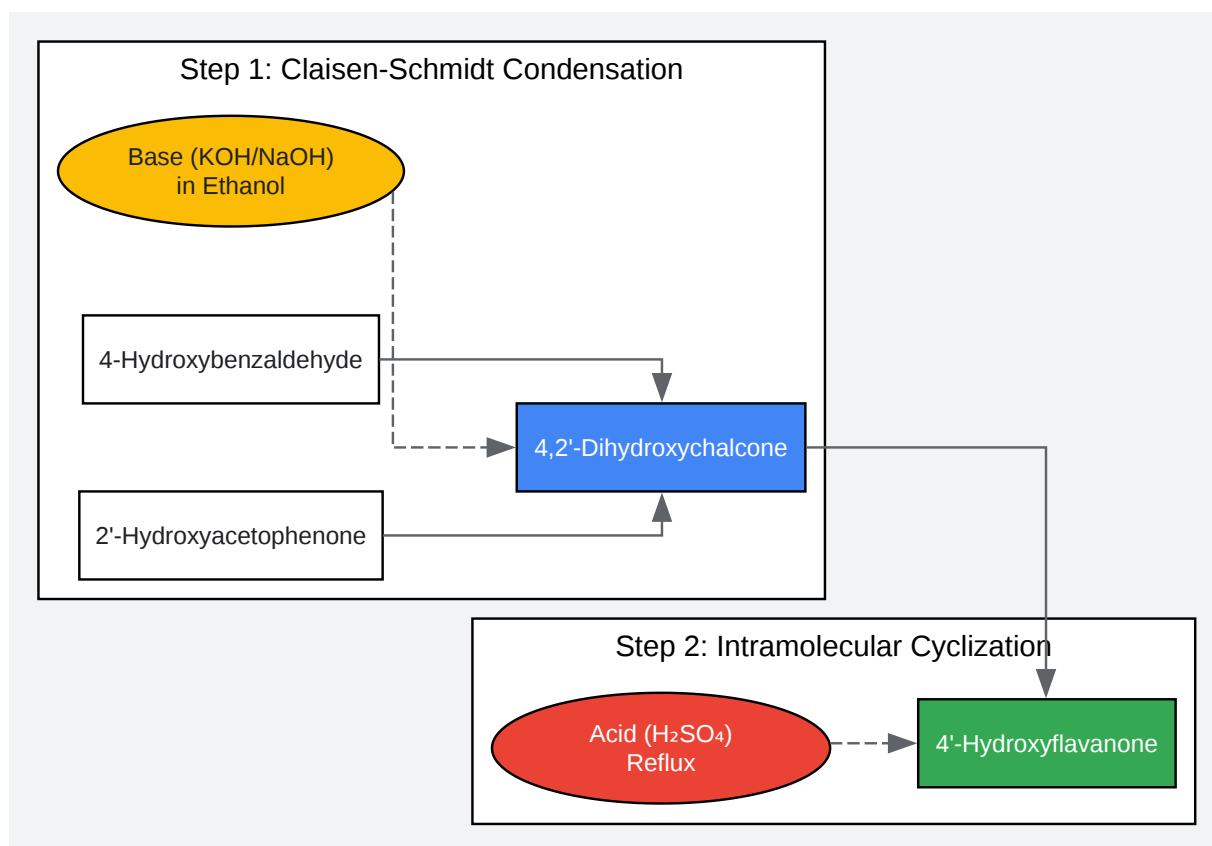 Step 1: Claisen-Schmidt Condensation
Base (KOH/NaOH)
in Ethanol
4-Hydroxybenzaldehyde
4,2'-Dihydroxychalcone
2'-Hydroxyacetophenone
Step 2: Intramolecular Cyclization
Acid (H₂SO₄)
Reflux
4'-Hydroxyflavanone